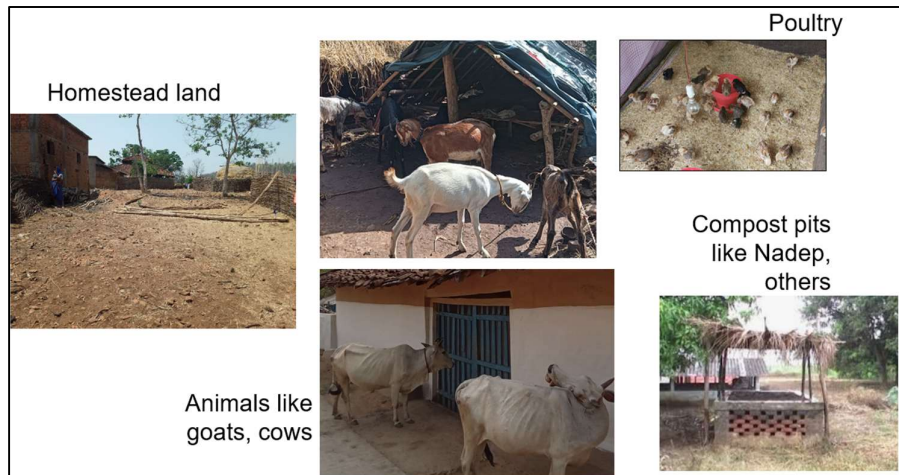 Poultry
Homestead land
Compost pits
like Nadep,
others
Animals like
goats, cows